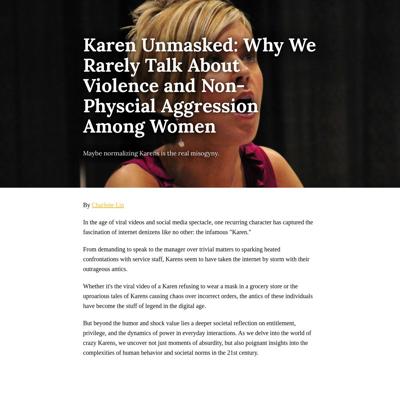 Karen Unmasked: Why We
Rarely Talk About
Violence and Non-
Physcial Aggression
Among Women
Maybe normalizing Karens is the real misogyny.
By Charlene Lin
In the age of viral videos and social media spectacle, one recurring character has captured the
fascination of internet denizens like no other: the infamous "Karen."
From demanding to speak to the manager over trivial matters to sparking heated
confrontations with service staff, Karens seem to have taken the internet by storm with their
outrageous antics.
Whether it's the viral video of a Karen refusing to wear a mask in a grocery store or the
uproarious tales of Karens causing chaos over incorrect orders, the antics of these individuals
have become the stuff of legend in the digital age.
But beyond the humor and shock value lies a deeper societal reflection on entitlement,
privilege, and the dynamics of power in everyday interactions. As we delve into the world of
crazy Karens, we uncover not just moments of absurdity, but also poignant insights into the
complexities of human behavior and societal norms in the 21st century.